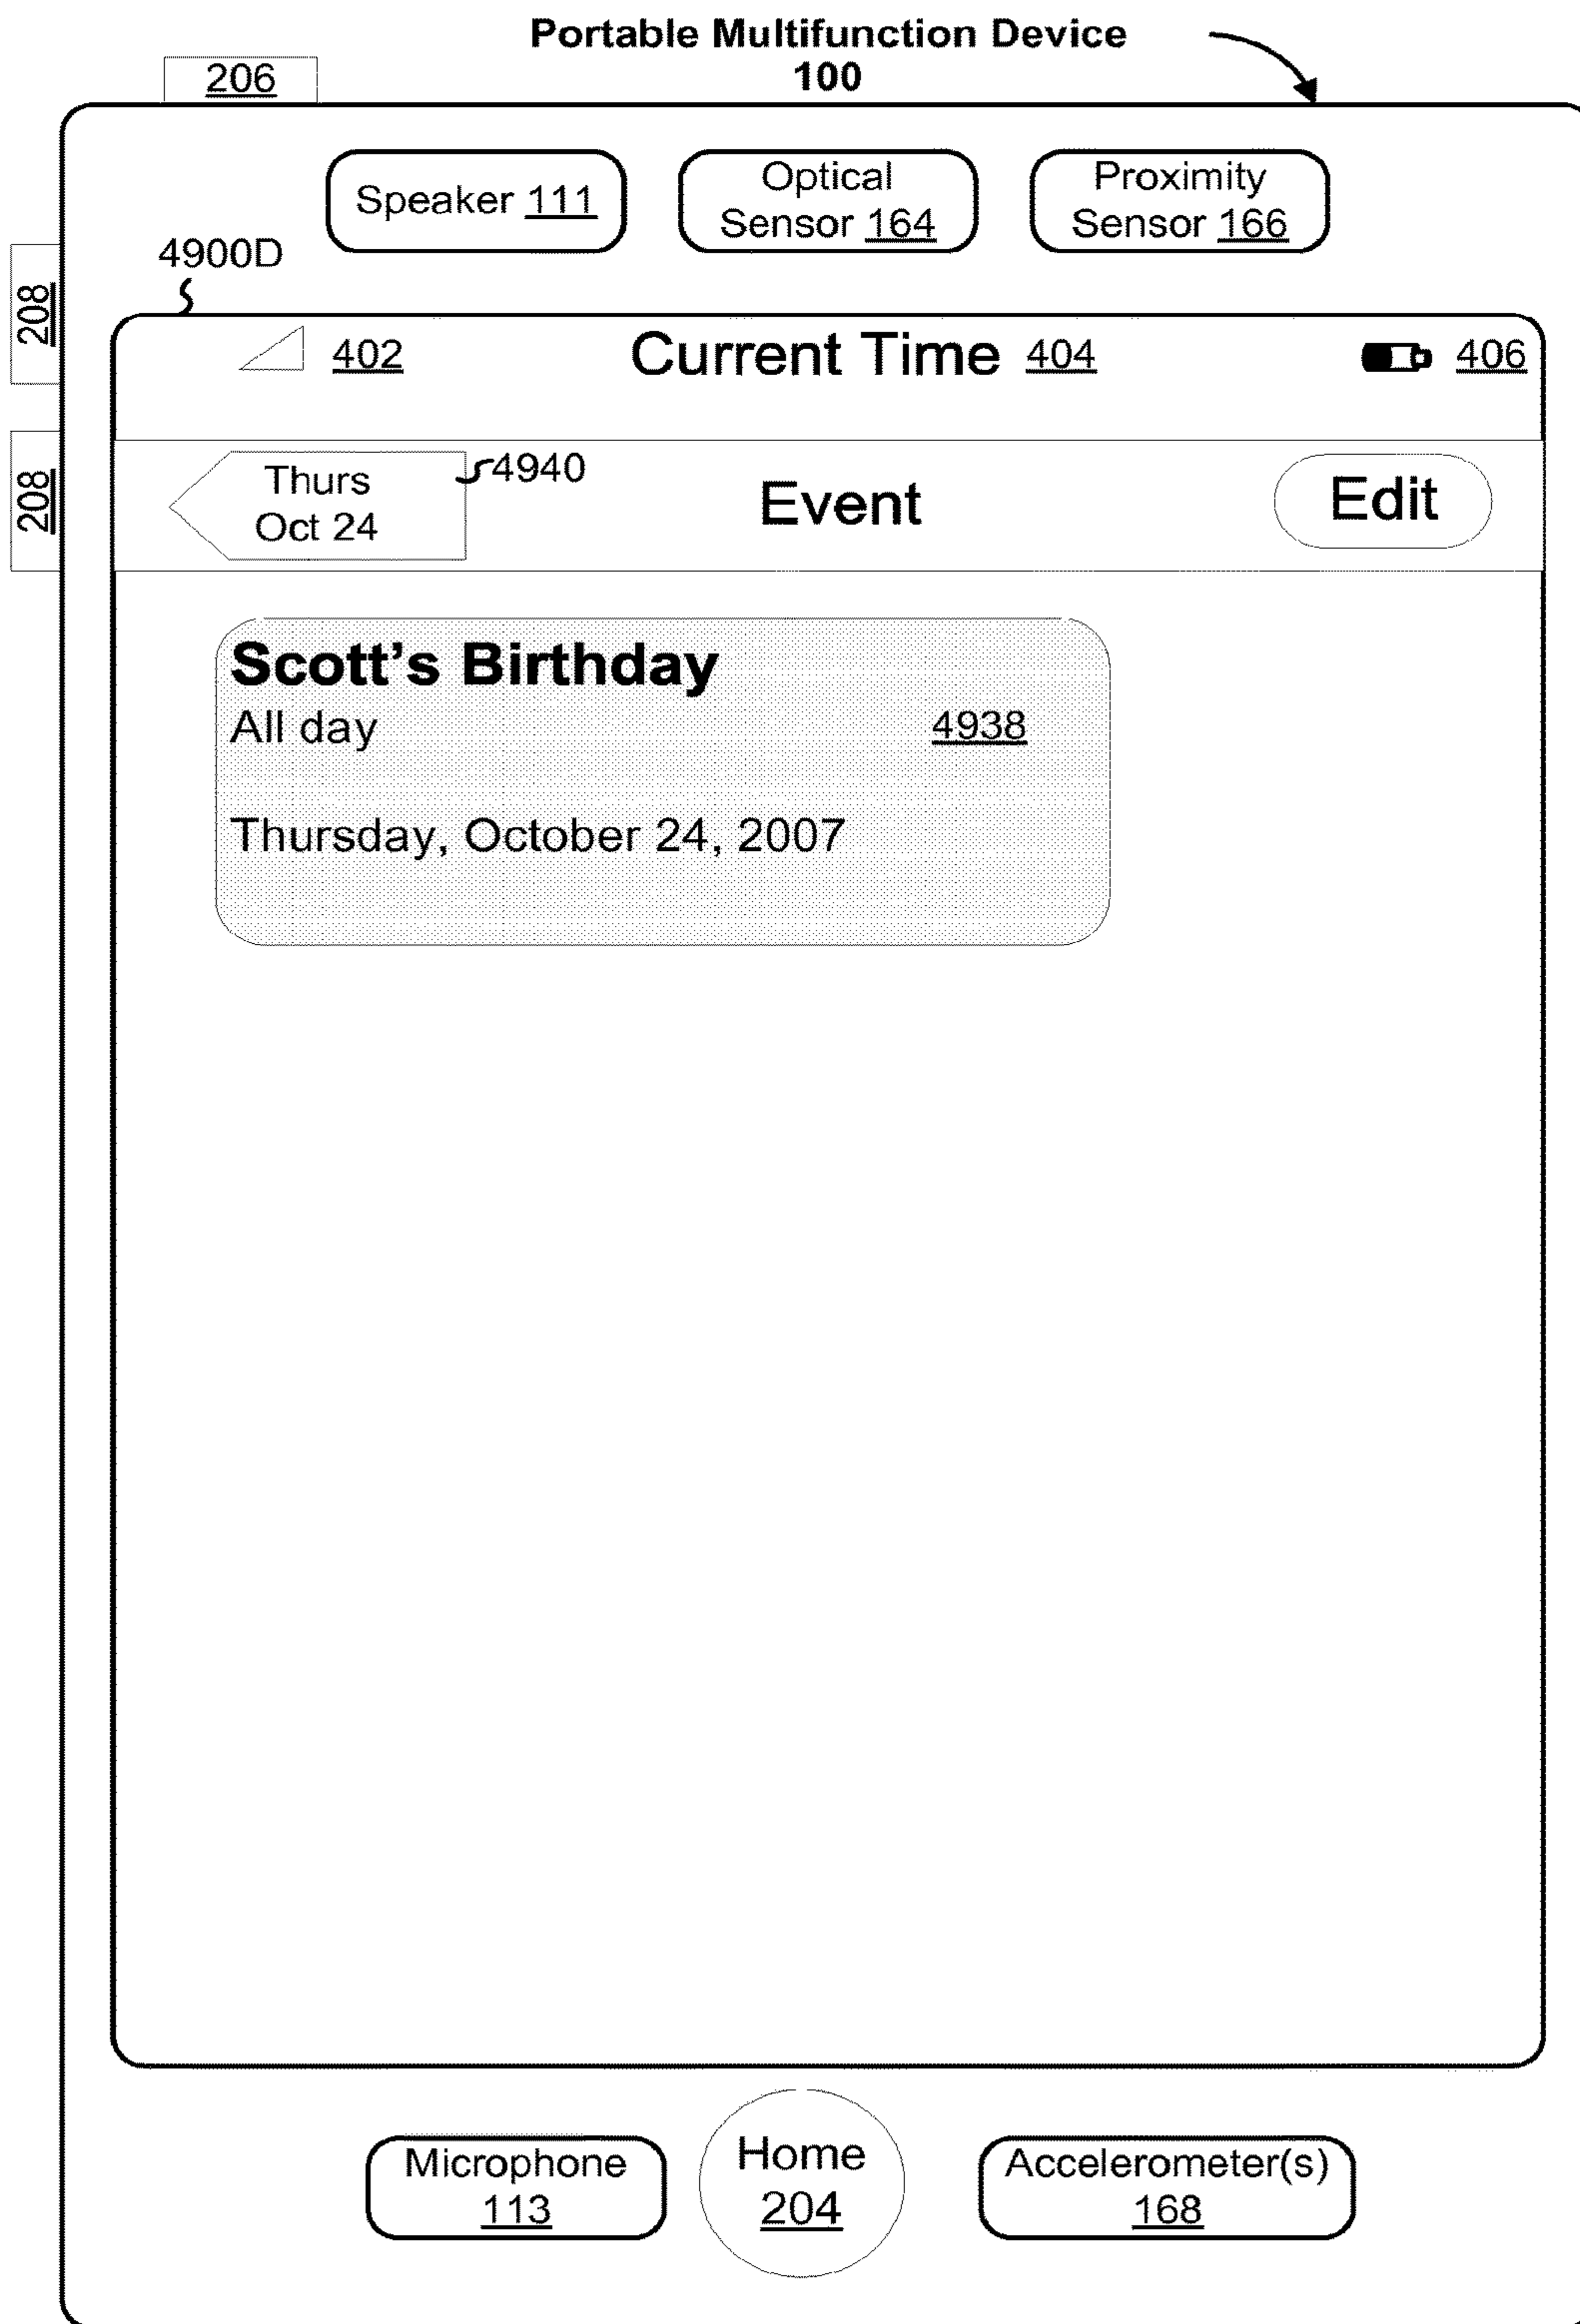 Portable Multifunction Device
100
206
Speaker 111
Optical
Sensor 164
Proximity
Sensor 166
4900D
208
402
Current Time 404
406
208
Thurs
Oct 24
4940
Event
Edit
Scott’s Birthday
All day
4938
Thursday, October 24, 2007
Microphone
113
Home
204
Accelerometer(s)
168